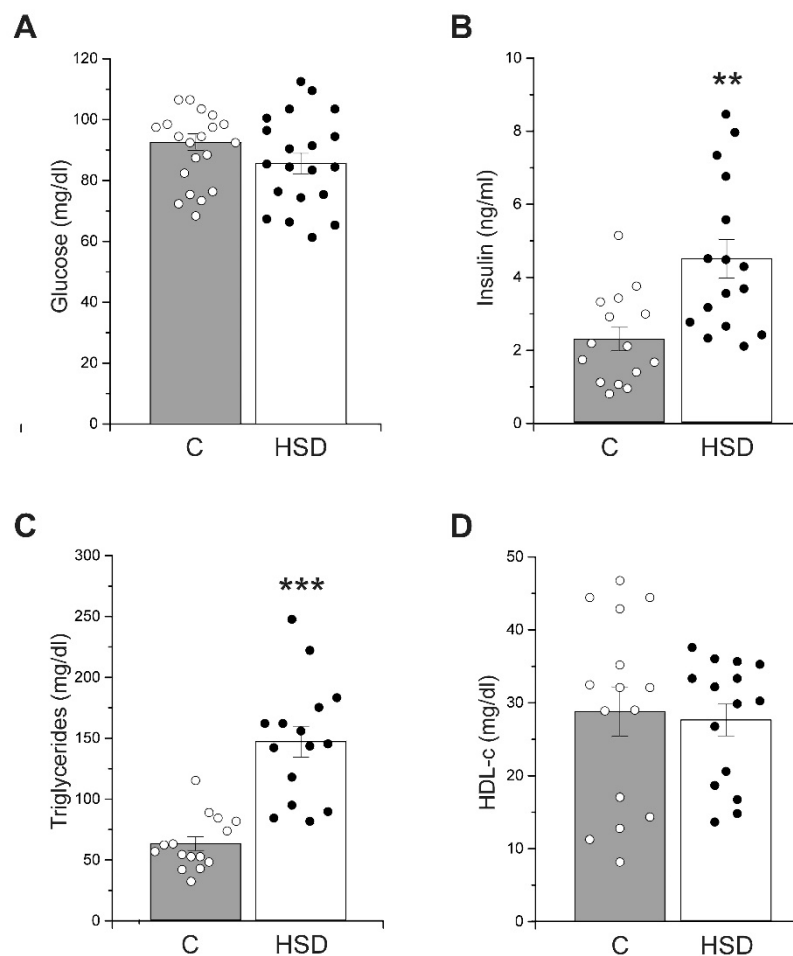 A
Glucose (mg/dl)
120
100
80
60
40
20
0
C HSD
B
Insulin (ng/ml)
10
8
6
4
2
0
**
C HSD
C
Triglycerides (mg/dl)
300
250
200
150
100
50
0
***
C HSD
D
HDL-c (mg/dl)
50
40
30
20
10
0
C HSD